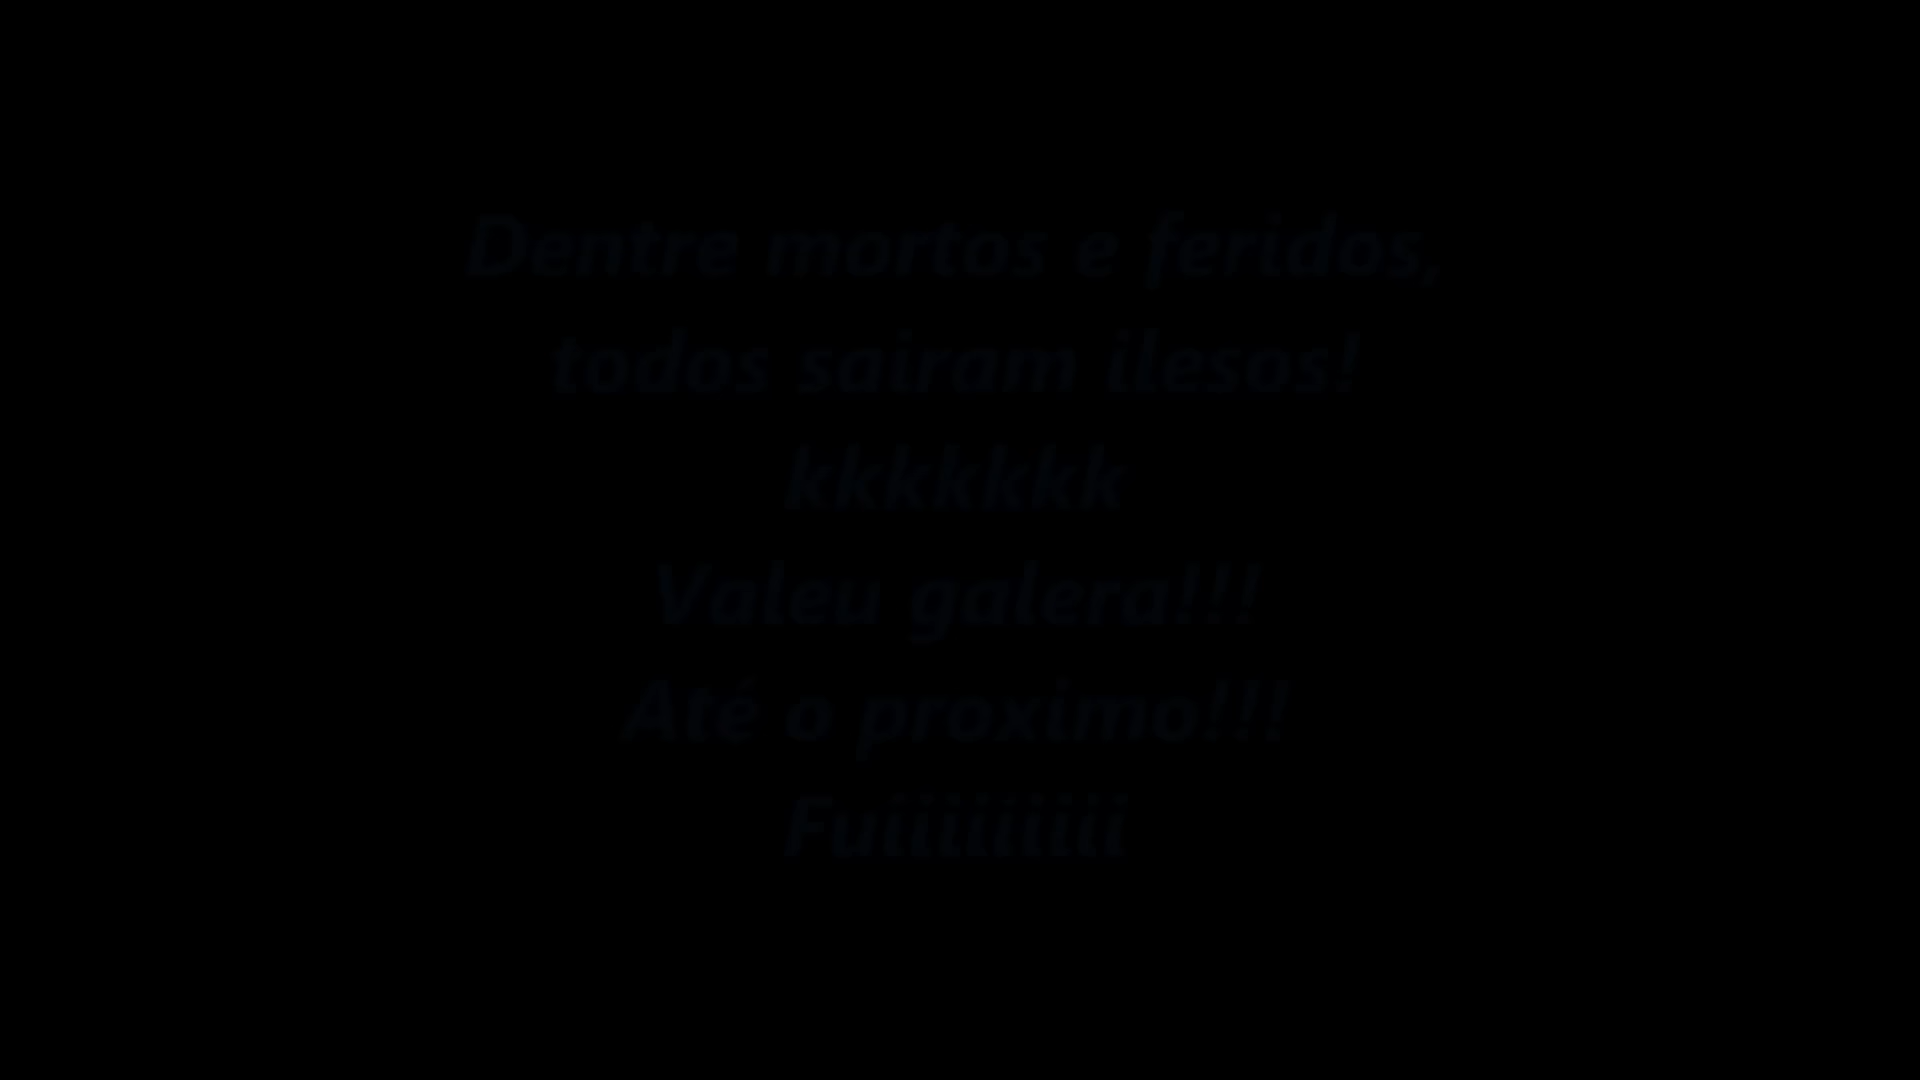 Dentre mortos e feridos,
todos sairam ilesos!
kkkkkkk
Valeu galera!!!
Até o proximo!!!
Fuiiiiiiiii